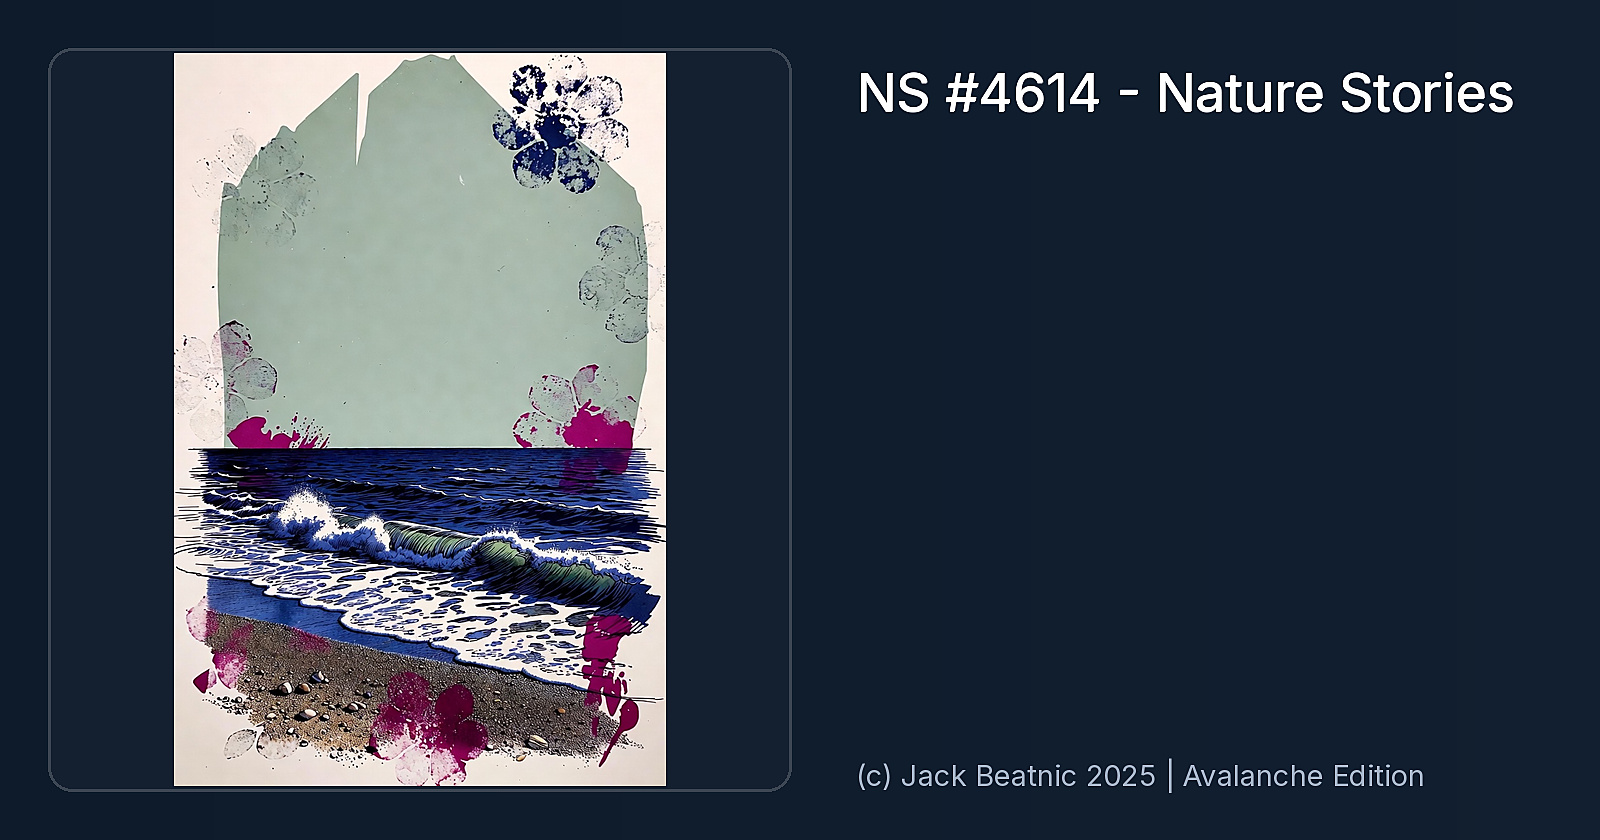 NS #4614 - Nature Stories
(c) Jack Beatnic 2025 | Avalanche Edition